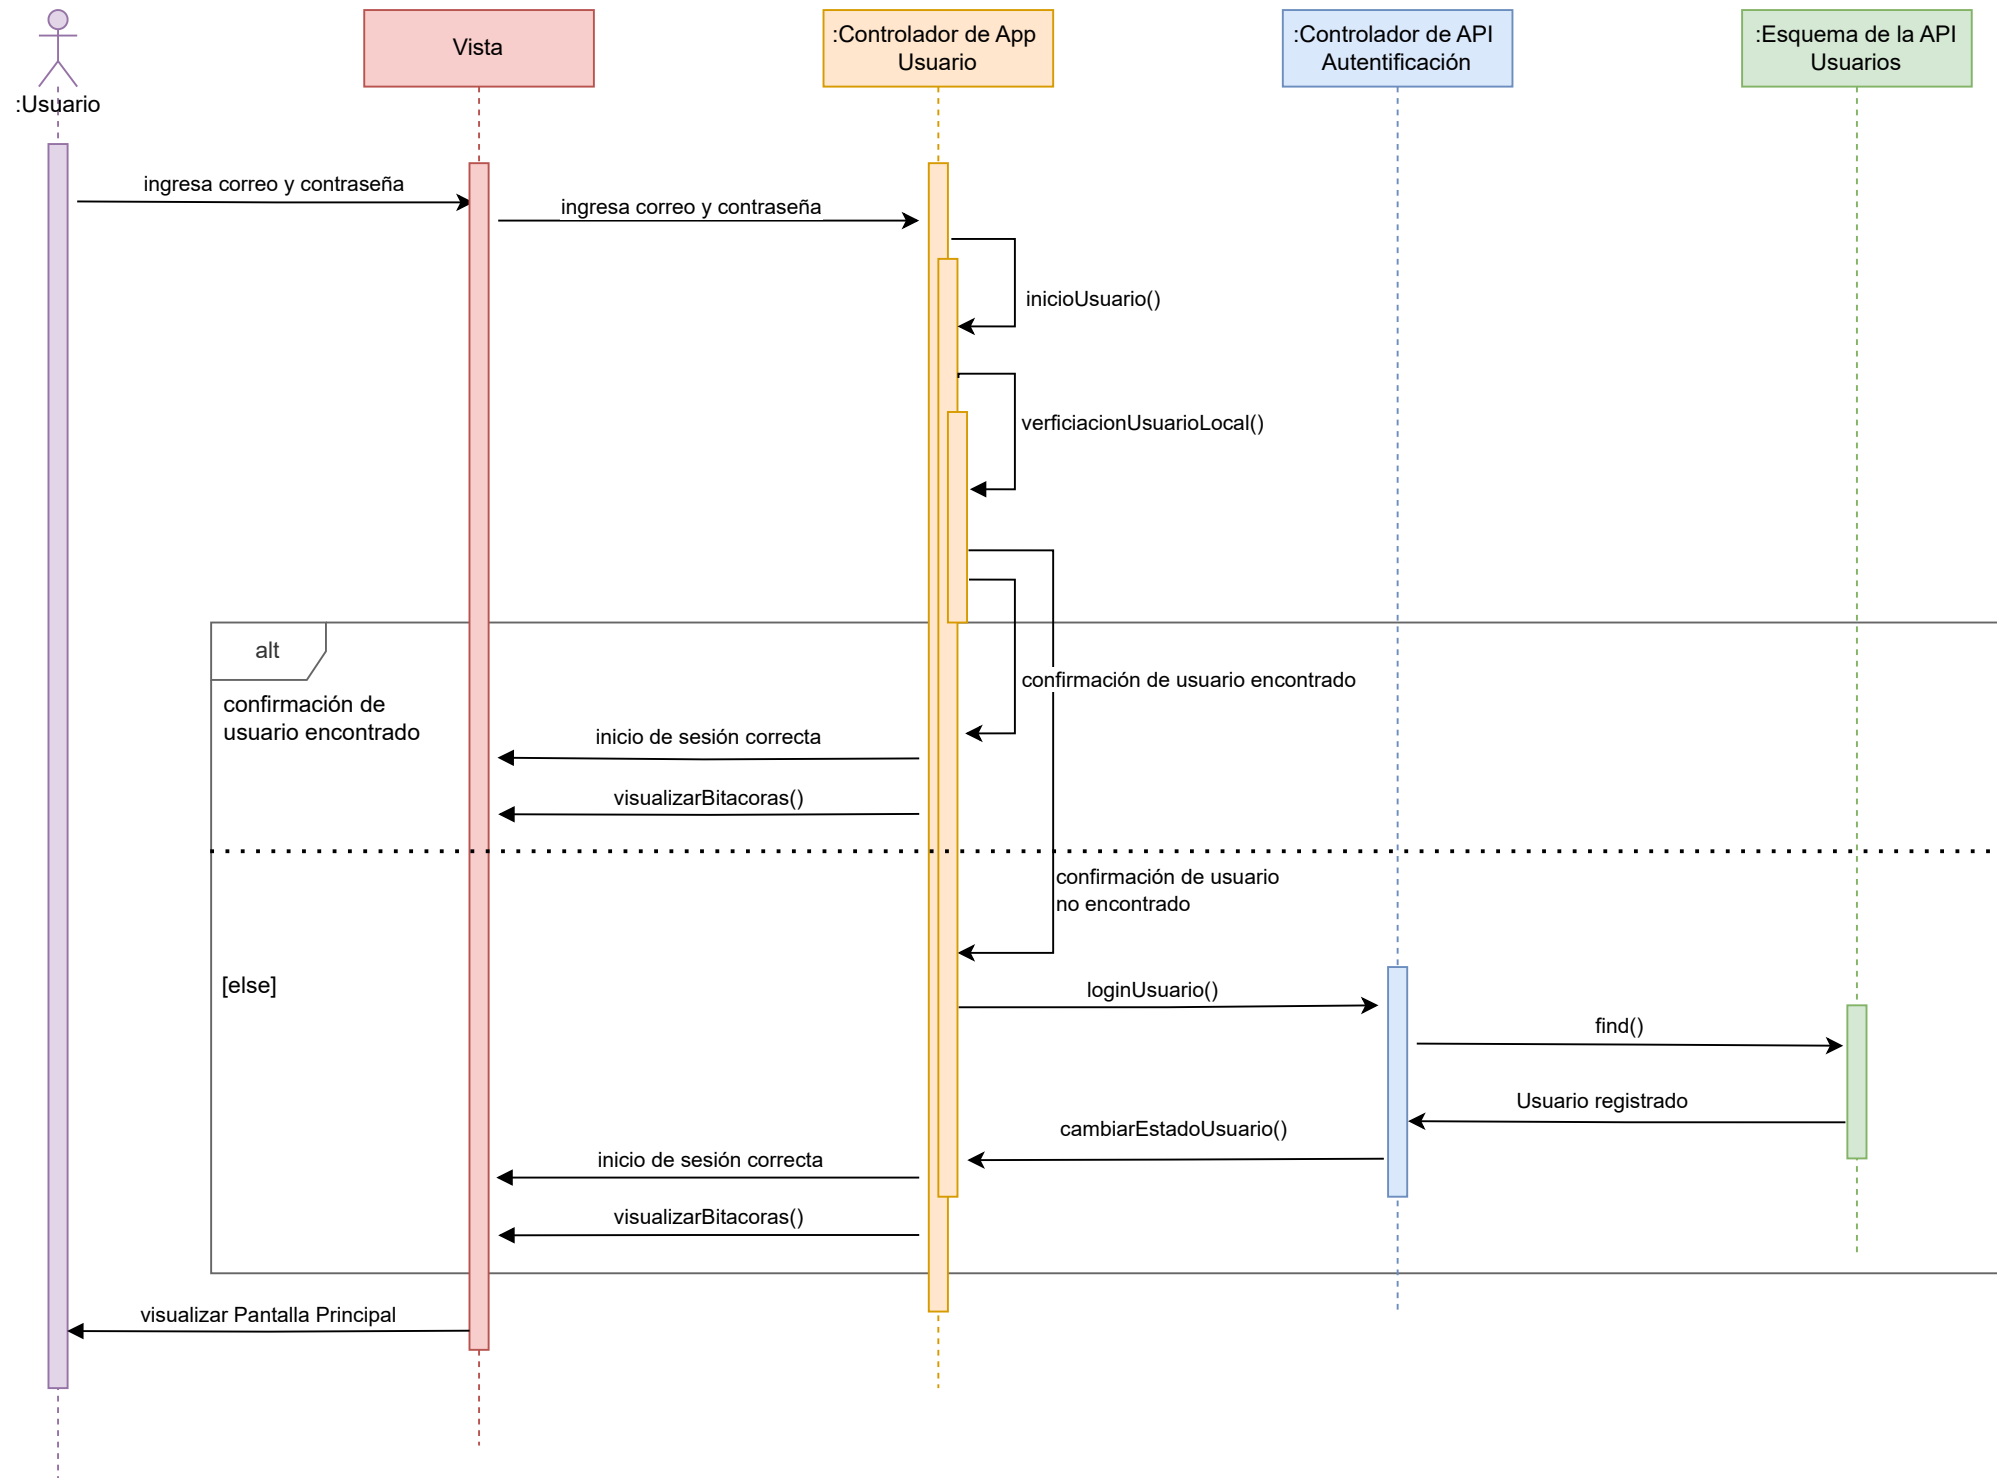 :Usuario
Vista
:Controlador de App
Usuario
:Controlador de API
Autentificación
:Esquema de la API
Usuarios
ingresa correo y contraseña
ingresa correo y contraseña
inicioUsuario()
verficiacionUsuarioLocal()
alt
confirmación de
usuario encontrado
confirmación de usuario encontrado
inicio de sesión correcta
visualizarBitacoras()
confirmación de usuario
no encontrado
[else]
loginUsuario()
find()
Usuario registrado
cambiarEstadoUsuario()
inicio de sesión correcta
visualizarBitacoras()
visualizar Pantalla Principal